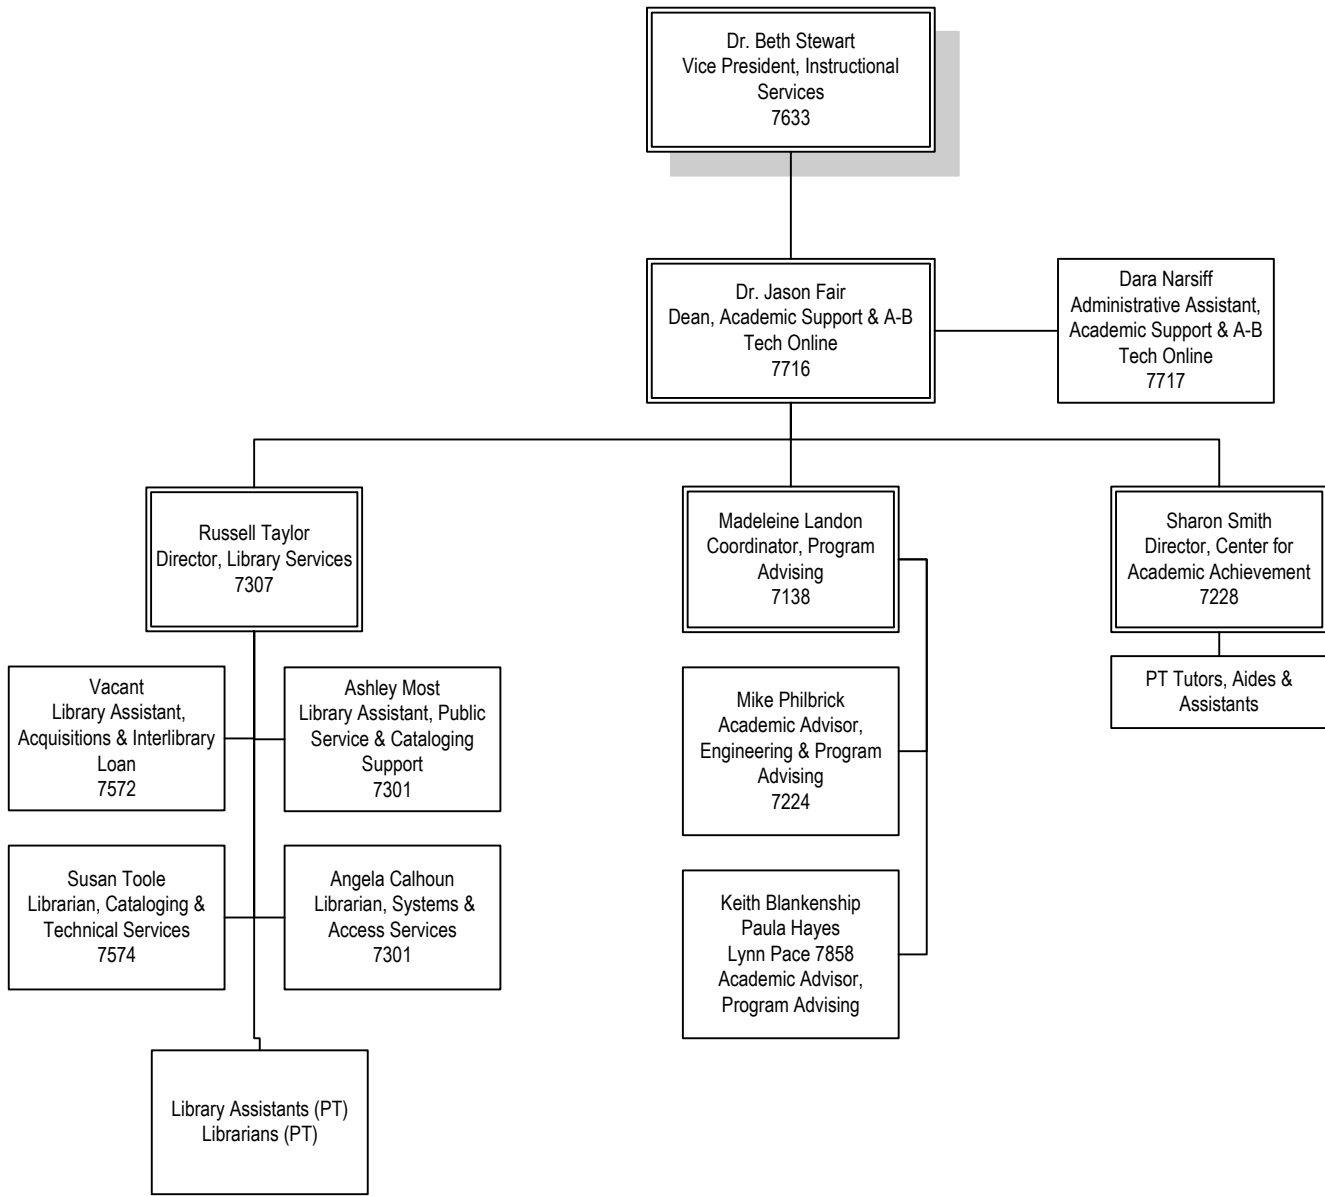 Dr. Beth Stewart
Vice President, Instructional
Services
7633
Dr. Jason Fair
Dean, Academic Support & A-B
Tech Online
7716
Dara Narsiff
Administrative Assistant,
Academic Support & A-B
Tech Online
7717
Russell Taylor
Director, Library Services
7307
Madeleine Landon
Coordinator, Program
Advising
7138
Sharon Smith
Director, Center for
Academic Achievement
7228
Vacant
Library Assistant,
Acquisitions & Interlibrary
Loan
7572
Ashley Most
Library Assistant, Public
Service & Cataloging
Support
7301
Mike Philbrick
Academic Advisor,
Engineering & Program
Advising
7224
PT Tutors, Aides &
Assistants
Susan Toole
Librarian, Cataloging &
Technical Services
7574
Angela Calhoun
Librarian, Systems &
Access Services
7301
Keith Blankenship
Paula Hayes
Lynn Pace 7858
Academic Advisor,
Program Advising
Library Assistants (PT)
Librarians (PT)